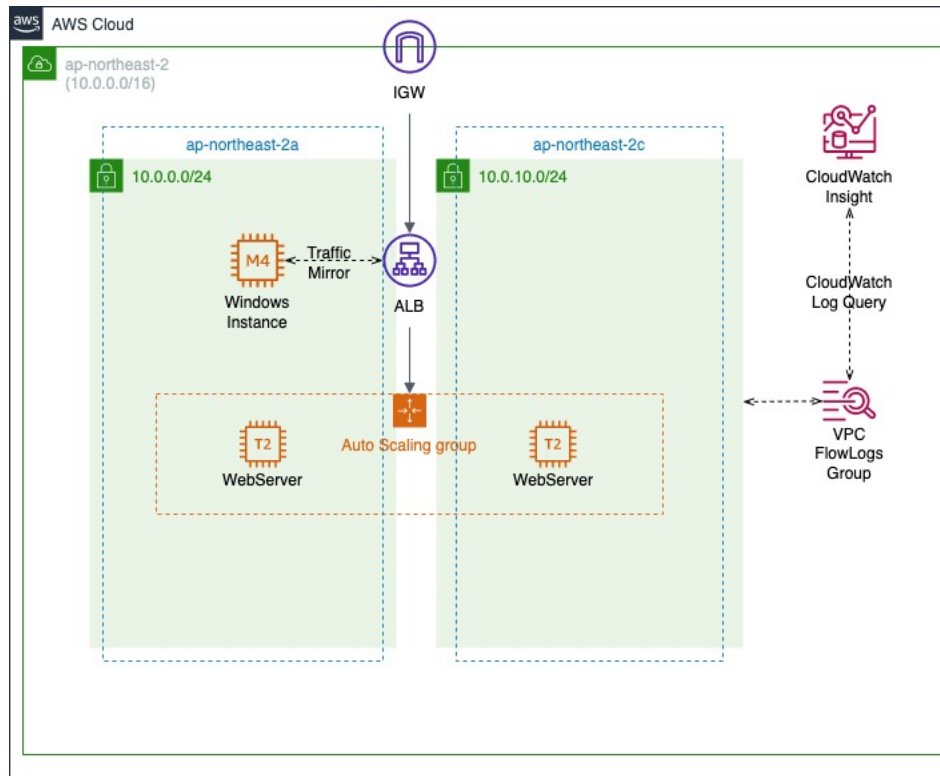 aws
AWS Cloud
ap-northeast-2
(10.0.0.0/16)
IGW
ap-northeast-2a
ap-northeast-2c
10.0.0.0/24
10.0.10.0/24
CloudWatch
Insight
M4
Traffic
Mirror
Windows
Instance
ALB
CloudWatch
Log Query
Auto Scaling group
T2
WebServer
T2
WebServer
VPC
FlowLogs
Group